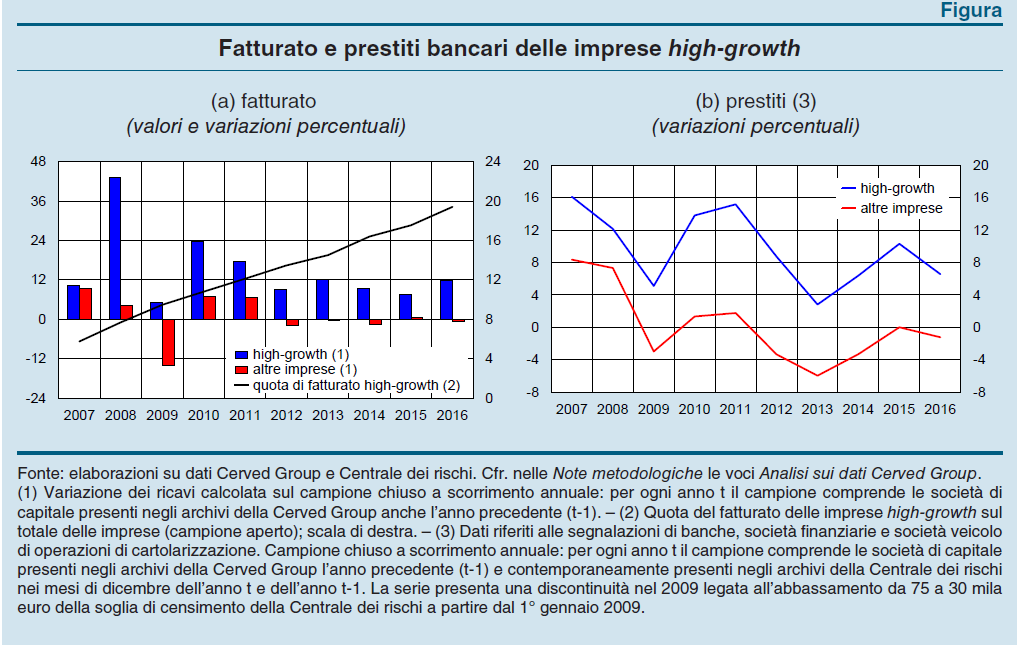 Figura
Fatturato e prestiti bancari delle imprese high-growth
(a) fatturato
(valori e variazioni percentuali)
48
36
24
12
0
-12
-24
24
20
16
12
8
4
0
high-growth (1)
altre imprese (1)
quota di fatturato high-growth (2)
2007 2008 2009 2010 2011 2012 2013 2014 2015 2016
(b) prestiti (3)
(variazioni percentuali)
20
16
12
8
4
0
-4
-8
20
16
12
8
4
0
-4
-8
high-growth
altre imprese
2007 2008 2009 2010 2011 2012 2013 2014 2015 2016
Fonte: elaborazioni su dati Cerved Group e Centrale dei rischi. Cfr. nelle Note metodologiche le voci Analisi sui dati Cerved Group.
(1) Variazione dei ricavi calcolata sul campione chiuso a scorrimento annuale: per ogni anno t il campione comprende le società di
capitale presenti negli archivi della Cerved Group anche l'anno precedente (t-1). – (2) Quota del fatturato delle imprese high-growth sul
totale delle imprese (campione aperto); scala di destra. – (3) Dati riferiti alle segnalazioni di banche, società finanziarie e società veicolo
di operazioni di cartolarizzazione. Campione chiuso a scorrimento annuale: per ogni anno t il campione comprende le società di capitale
presenti negli archivi della Cerved Group l'anno precedente (t-1) e contemporaneamente presenti negli archivi della Centrale dei rischi
nei mesi di dicembre dell'anno t e dell'anno t-1. La serie presenta una discontinuità nel 2009 legata all'abbassamento da 75 a 30 mila
euro della soglia di censimento della Centrale dei rischi a partire dal 1° gennaio 2009.